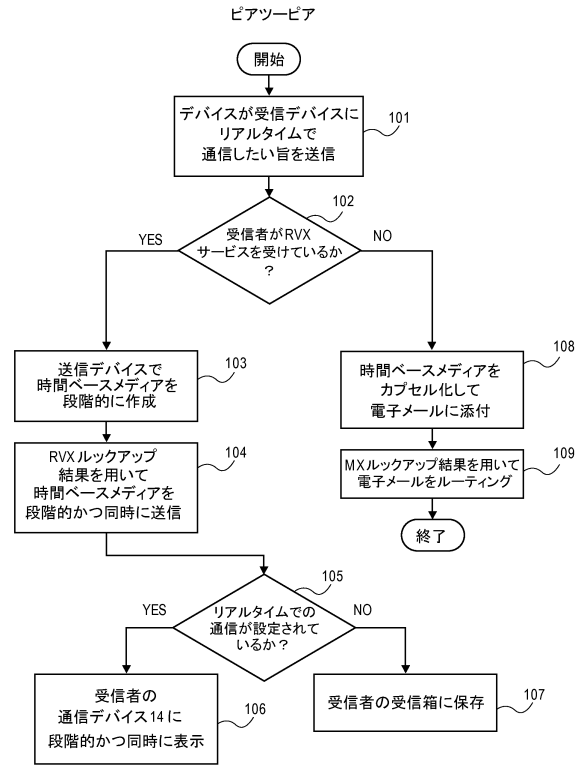 ピアツーピア
開始
デバイスが受信デバイスに
リアルタイムで
通信したい旨を送信
101
受信者がRVX
サービスを受けているか
?
102
YES
NO
送信デバイスで
時間ベースメディアを
段階的に作成
103
時間ベースメディアを
カプセル化して
電子メールに添付
108
RVXルックアップ
結果を用いて
時間ベースメディアを
段階的かつ同時に送信
104
MXルックアップ結果を用いて
電子メールをルーティング
109
終了
リアルタイムでの
通信が設定されて
いるか?
105
YES
NO
受信者の
通信デバイス14に
段階的かつ同時に表示
106
受信者の受信箱に保存
107